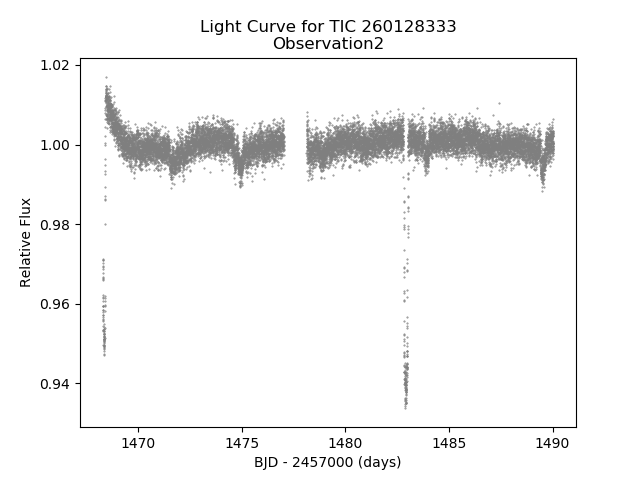 Light Curve for TIC 260128333
Observation2
1.02
1.00
0.98
0.96
0.94
Relative Flux
1470
1475
1480
1485
1490
BJD - 2457000 (days)